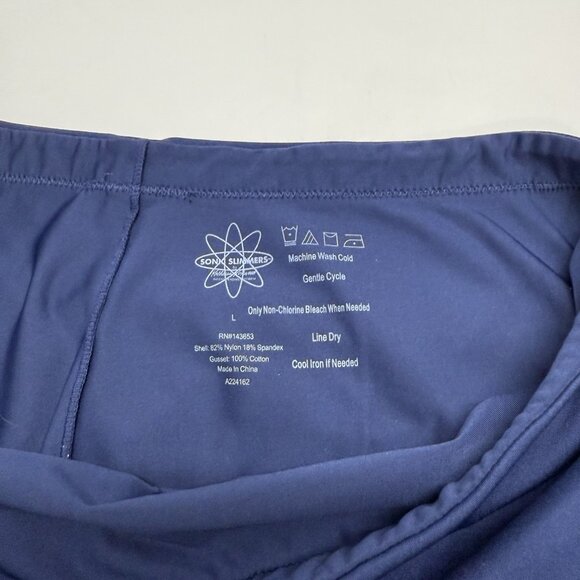 SONIC SLIMMERS
L
RN#143653
Shell: 82% Nylon 18% Spandex
Gusset: 100% Cotton
Made In China
A224162
Machine Wash Cold
Gentle Cycle
Only Non-Chlorine Bleach When Needed
Line Dry
Cool Iron If Needed